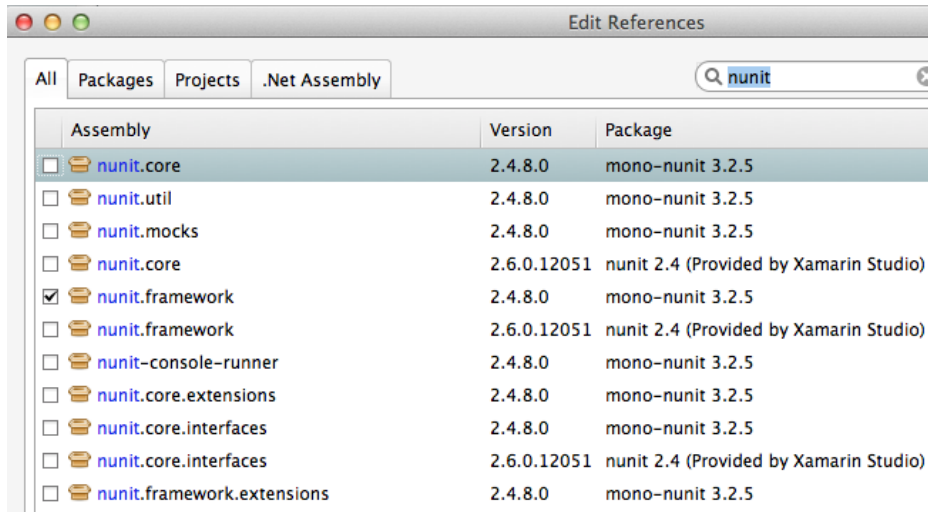 Edit References
All Packages Projects .Net Assembly nunit
Assembly Version Package
nunit.core 2.4.8.0 mono-nunit 3.2.5
nunit.util 2.4.8.0 mono-nunit 3.2.5
nunit.mocks 2.4.8.0 mono-nunit 3.2.5
nunit.core 2.6.0.12051 nunit 2.4 (Provided by Xamarin Studio)
nunit.framework 2.4.8.0 mono-nunit 3.2.5
nunit.framework 2.6.0.12051 nunit 2.4 (Provided by Xamarin Studio)
nunit-console-runner 2.4.8.0 mono-nunit 3.2.5
nunit.core.extensions 2.4.8.0 mono-nunit 3.2.5
nunit.core.interfaces 2.4.8.0 mono-nunit 3.2.5
nunit.core.interfaces 2.6.0.12051 nunit 2.4 (Provided by Xamarin Studio)
nunit.framework.extensions 2.4.8.0 mono-nunit 3.2.5